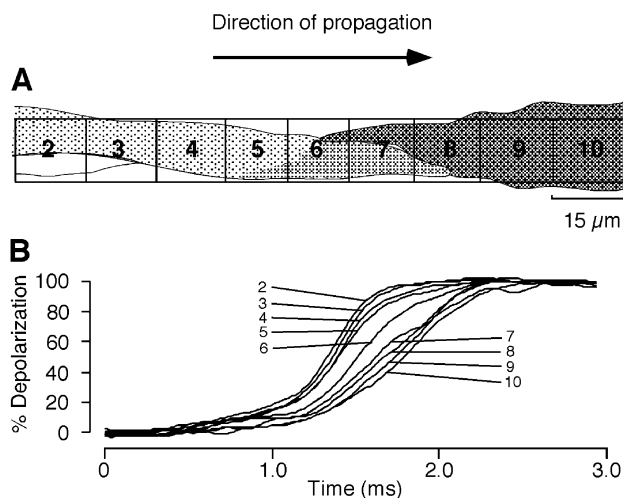 Direction of propagation
A
2 3 4 5 6 7 8 9 10
15 µm
B
% Depolarization
100
80
60
40
20
0
2
3
4
5
6
7
8
9
10
0 1.0 2.0 3.0
Time (ms)